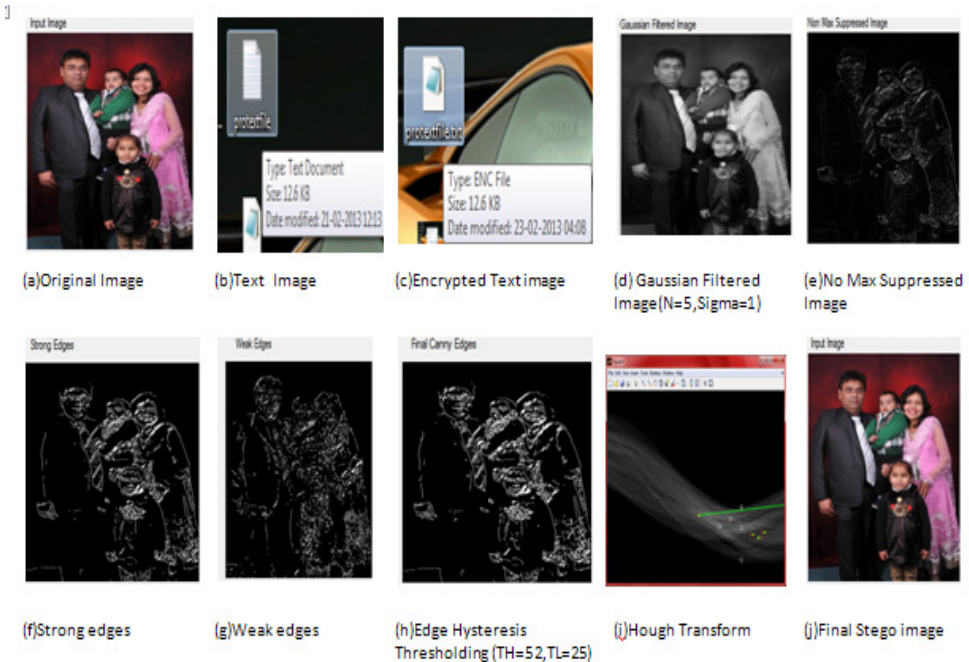 Input Image
Gaussian Filtered Image
Non Max Suppressed Image
protextfile
Type: Text Document
Size: 12.6 KB
Date modified: 21-02-2013 12:13
protextfile.txt
Type: ENC File
Size: 12.6 KB
Date modified: 23-02-2013 04:08
(a)Original Image
(b)Text Image
(c)Encrypted Text image
(d) Gaussian Filtered
Image(N=5,Sigma=1)
(e)No Max Suppressed
Image
Strong Edges
Weak Edges
Final Canny Edges
Input Image
(f)Strong edges
(g)Weak edges
(h)Edge Hysteresis
Thresholding (TH=52,TL=25)
(i)Hough Transform
(j)Final Stego image